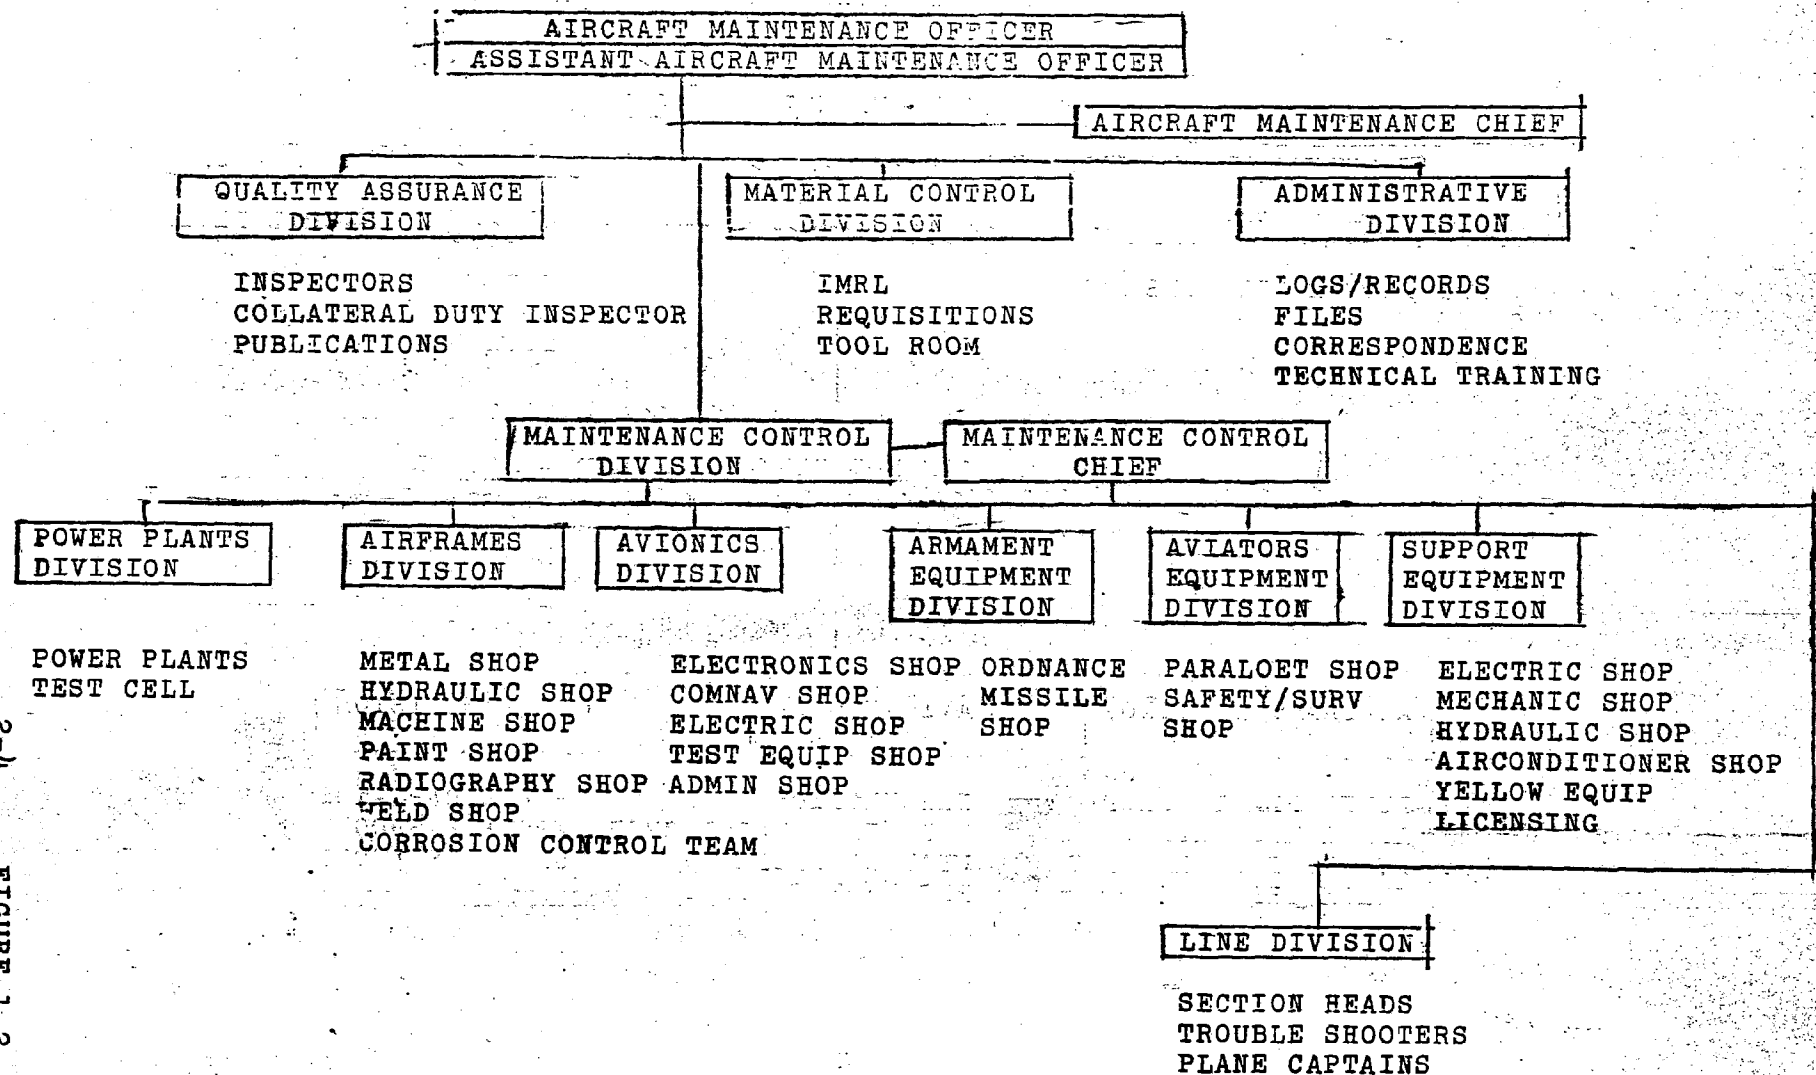 AIRCRAFT MAINTENANCE OFFICER
ASSISTANT AIRCRAFT MAINTENANCE OFFICER
AIRCRAFT MAINTENANCE CHIEF
QUALITY ASSURANCE
DIVISION
INSPECTORS
COLLATERAL DUTY INSPECTOR
PUBLICATIONS
MATERIAL CONTROL
DIVISION
IMRL
REQUISITIONS
TOOL ROOM
ADMINISTRATIVE
DIVISION
LOGS/RECORDS
FILES
CORRESPONDENCE
TECHNICAL TRAINING
MAINTENANCE CONTROL
DIVISION
MAINTENANCE CONTROL
CHIEF
POWER PLANTS
DIVISION
POWER PLANTS
TEST CELL
AIRFRAMES
DIVISION
METAL SHOP
HYDRAULIC SHOP
MACHINE SHOP
PAINT SHOP
RADIOGRAPHY SHOP
WELD SHOP
CORROSION CONTROL TEAM
AVIONICS
DIVISION
ELECTRONICS SHOP
COMNAV SHOP
ELECTRIC SHOP
TEST EQUIP SHOP
ADMIN SHOP
ARMAMENT
EQUIPMENT
DIVISION
ORDNANCE
MISSILE
SHOP
AVIATORS
EQUIPMENT
DIVISION
PARALOET SHOP
SAFETY/SURV
SHOP
SUPPORT
EQUIPMENT
DIVISION
ELECTRIC SHOP
MECHANIC SHOP
HYDRAULIC SHOP
AIRCONDITIONER SHOP
YELLOW EQUIP
LICENSING
LINE DIVISION
SECTION HEADS
TROUBLE SHOOTERS
PLANE CAPTAINS
FIGURE